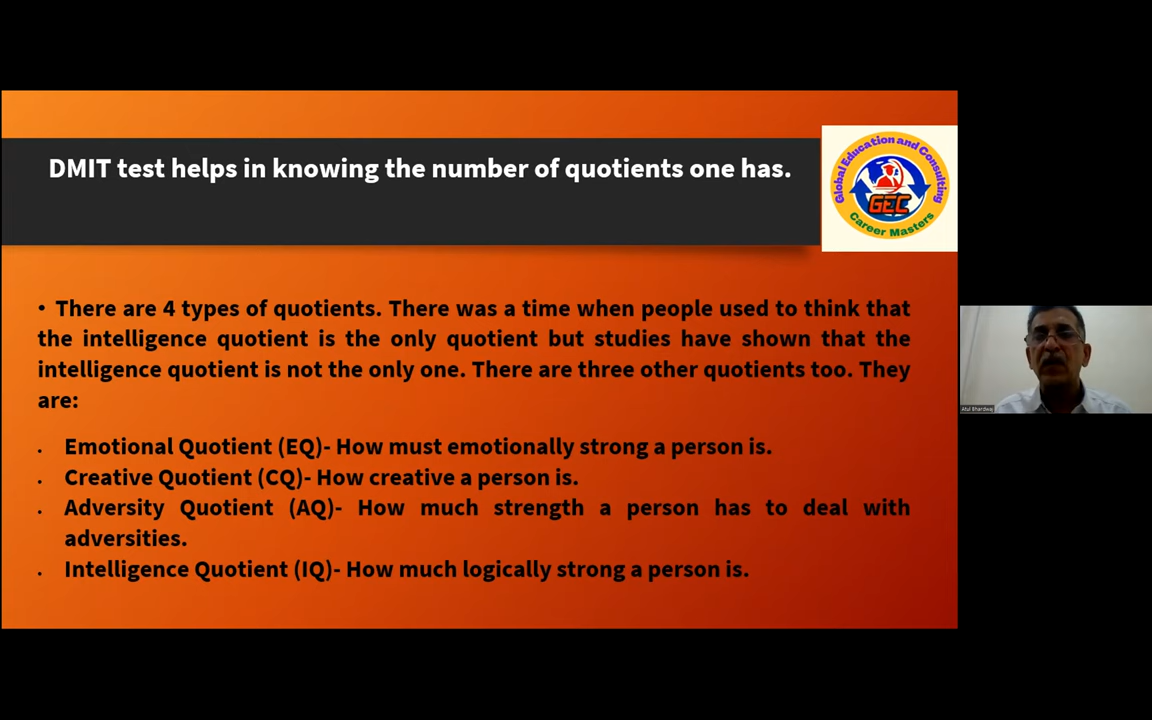 DMIT test helps in knowing the number of quotients one has.
Global Education and Consulting
GEC
Career Masters
• There are 4 types of quotients. There was a time when people used to think that
the intelligence quotient is the only quotient but studies have shown that the
intelligence quotient is not the only one. There are three other quotients too. They
are:
• Emotional Quotient (EQ)- How must emotionally strong a person is.
• Creative Quotient (CQ)- How creative a person is.
• Adversity Quotient (AQ)- How much strength a person has to deal with
adversities.
• Intelligence Quotient (IQ)- How much logically strong a person is.
Atul Bhardwaj